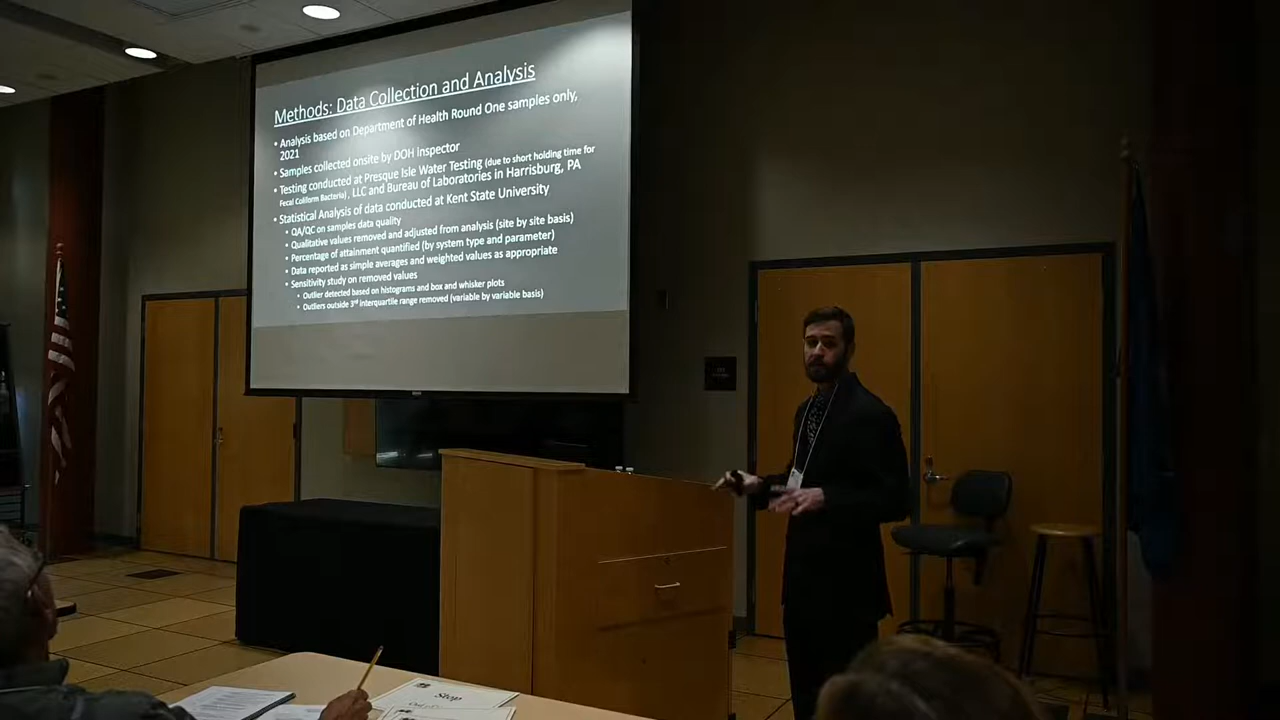 Methods: Data Collection and Analysis
• Analysis based on Department of Health Round One samples only,
2021
• Samples collected onsite by DOH inspector
• Testing conducted at Presque Isle Water Testing (due to short holding time for
Fecal Coliform Bacteria), LLC and Bureau of Laboratories in Harrisburg, PA
• Statistical Analysis of data conducted at Kent State University
• QA/QC on samples data quality
• Qualitative values removed and adjusted from analysis (site by site basis)
• Percentage of attainment quantified (by system type and parameter)
• Data reported as simple averages and weighted values as appropriate
• Sensitivity study on removed values
• Outlier detected based on histograms and box and whisker plots
• Outliers outside 3rd interquartile range removed (variable by variable basis)
Stop